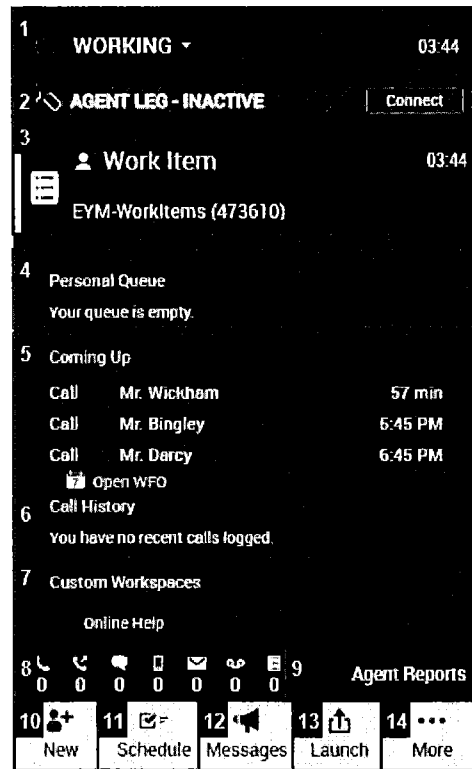 1 WORKING 03:44
2 AGENT LEG - INACTIVE Connect
3
Work Item 03:44
EYM-WorkItems (473610)
4 Personal Queue
Your queue is empty.
5 Coming Up
Call Mr. Wickham 57 min
Call Mr. Bingley 6:45 PM
Call Mr. Darcy 6:45 PM
7 Open WFO
6 Call History
You have no recent calls logged.
7 Custom Workspaces
Online Help
8 0 0 0 0 0 0 0 9 Agent Reports
10 New 11 Schedule 12 Messages 13 Launch 14 More